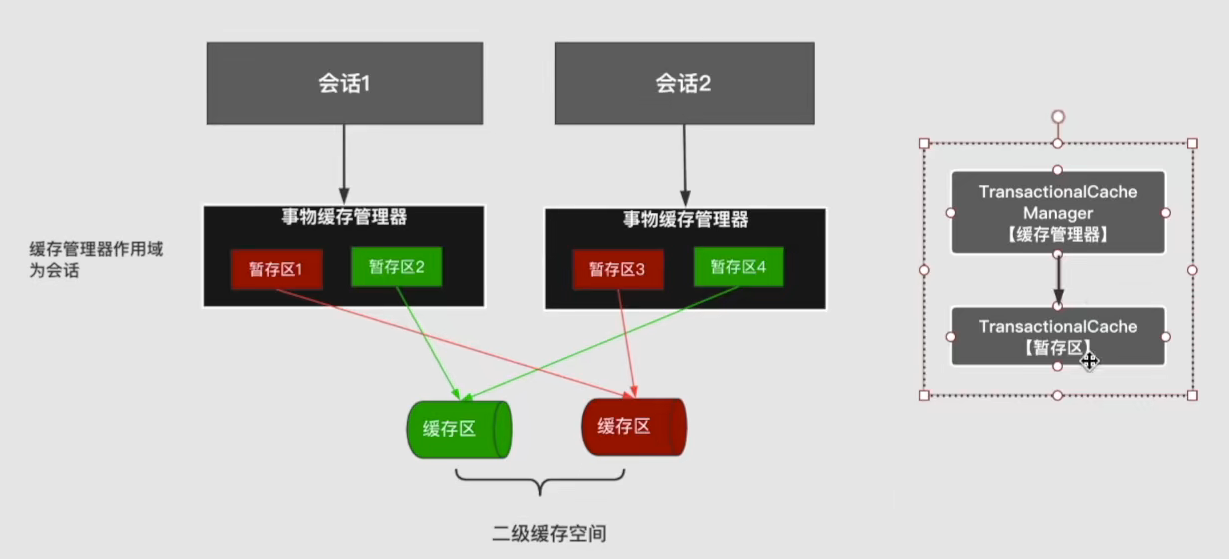 会话1
会话2
事物缓存管理器
事物缓存管理器
缓存管理器作用域
为会话
暂存区1
暂存区2
暂存区3
暂存区4
TransactionalCache
Manager
【缓存管理器】
TransactionalCache
【暂存区】
缓存区
缓存区
二级缓存空间